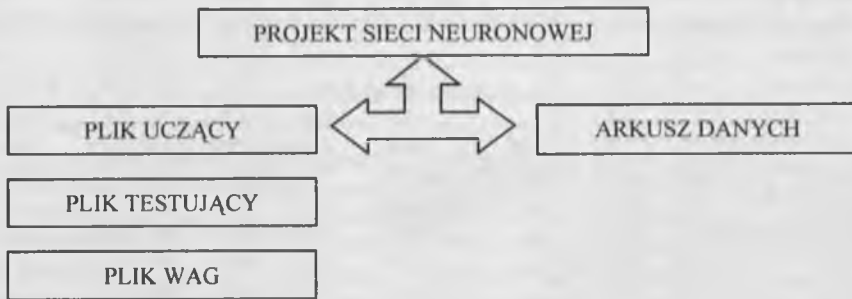 PROJEKT SIECI NEURONOWEJ
PLIK UCZĄCY
ARKUSZ DANYCH
PLIK TESTUJĄCY
PLIK WAG